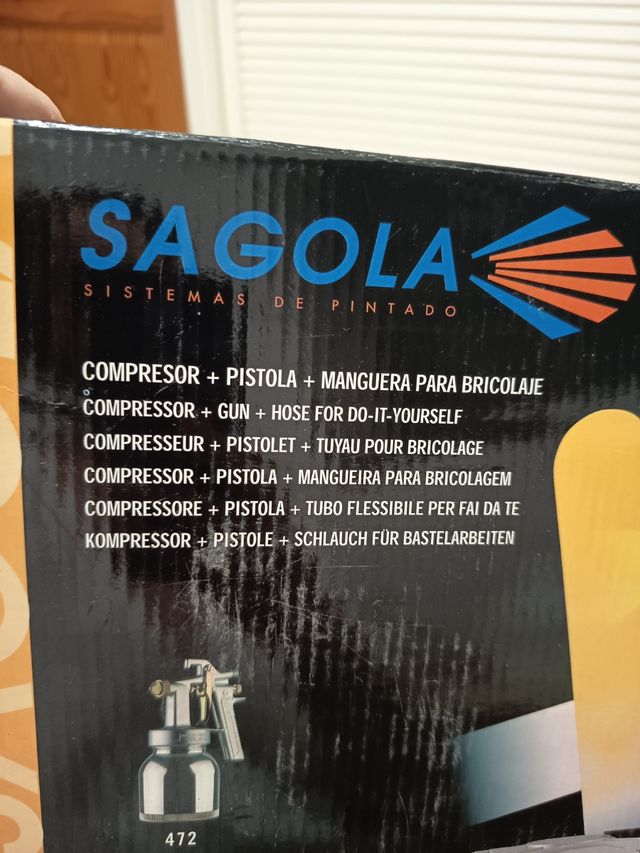 SAGOLA
SISTEMAS DE PINTADO
COMPRESOR + PISTOLA + MANGUERA PARA BRICOLAJE
COMPRESSOR + GUN + HOSE FOR DO-IT-YOURSELF
COMPRESSEUR + PISTOLET + TUYAU POUR BRICOLAGE
COMPRESSOR + PISTOLA + MANGUEIRA PARA BRICOLAGEM
COMPRESSORE + PISTOLA + TUBO FLESSIBILE PER FAI DA TE
KOMPRESSOR + PISTOLE + SCHLAUCH FÜR BASTELARBEITEN
472